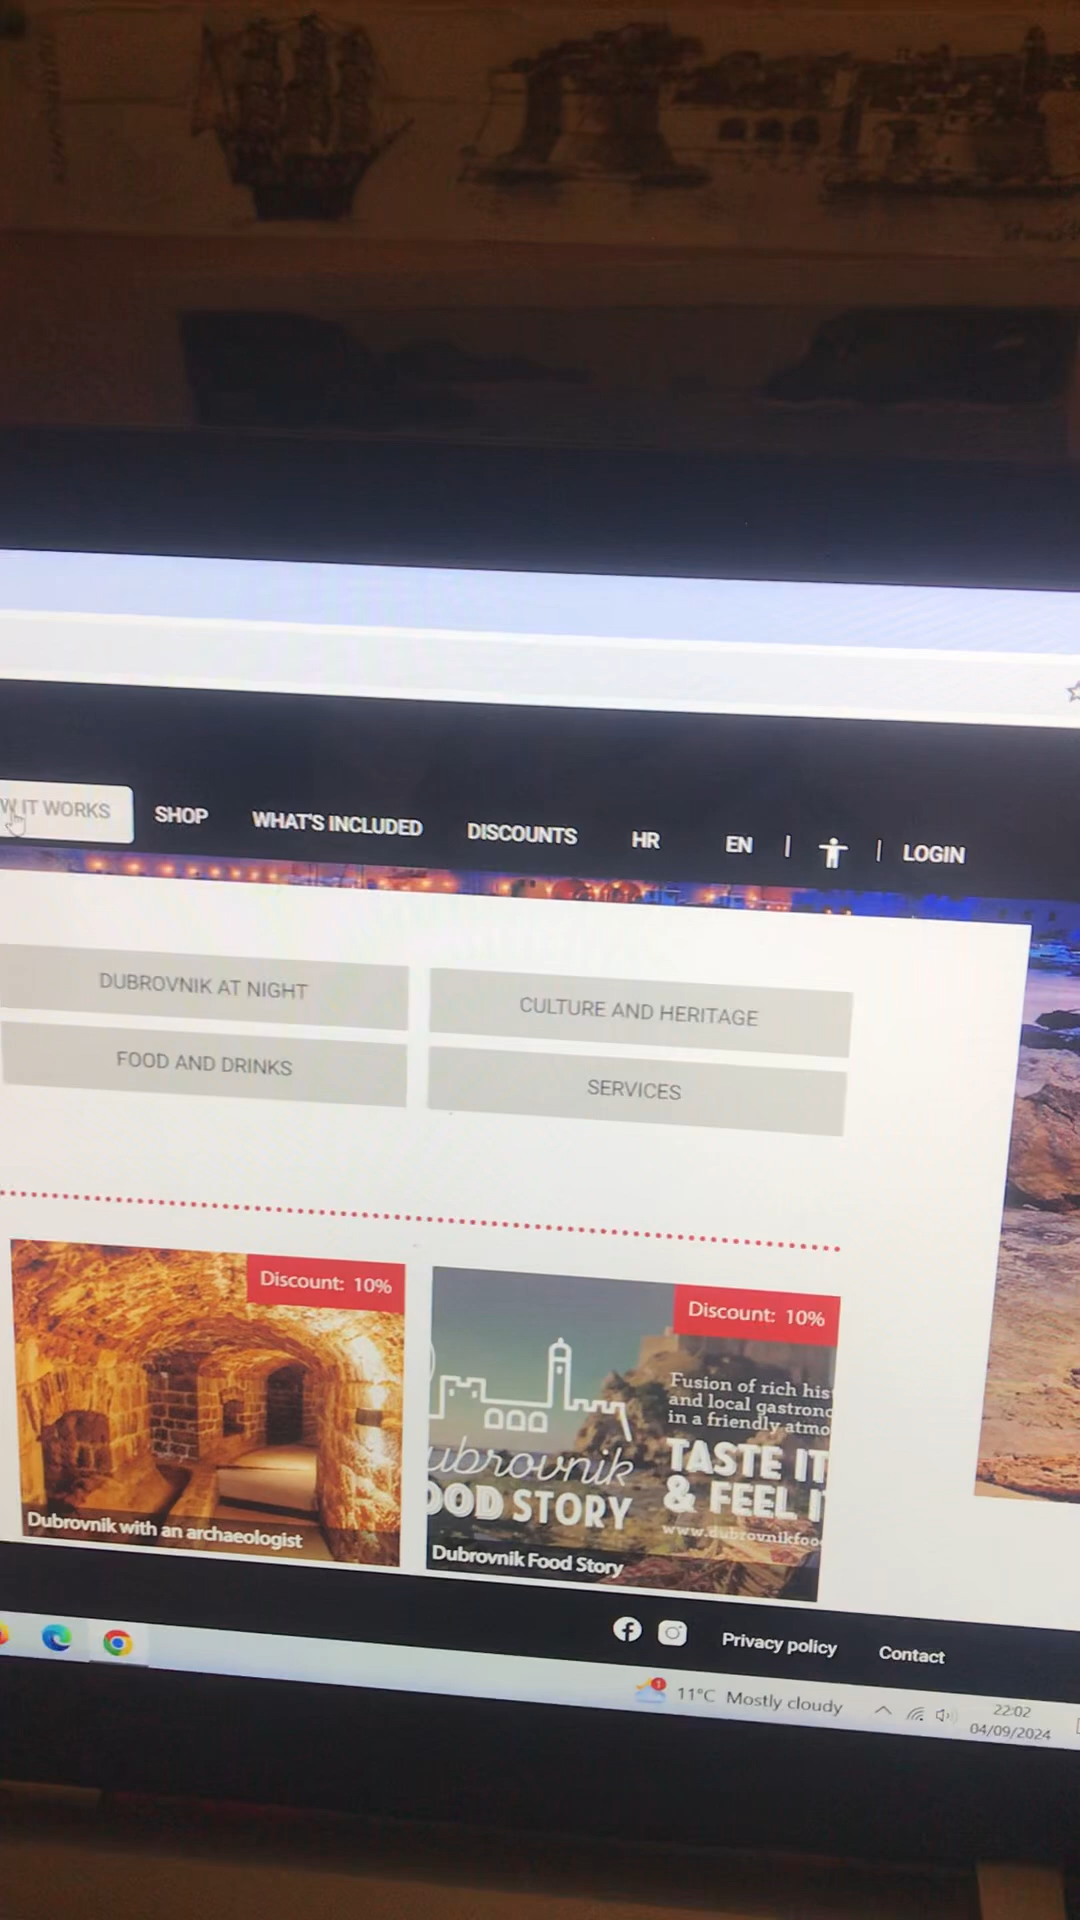 W IT WORKS
SHOP
WHAT'S INCLUDED
DISCOUNTS
HR
EN
|
|
LOGIN
DUBROVNIK AT NIGHT
CULTURE AND HERITAGE
FOOD AND DRINKS
SERVICES
Discount: 10%
Dubrovnik with an archaeologist
Discount: 10%
Fusion of rich his
and local gastrono
in a friendly atmo
ubrovnik
OOD STORY
TASTE IT
& FEEL I
www.dubrovnikfoo
Dubrovnik Food Story
Privacy policy
Contact
1
11°C Mostly cloudy
22:02
04/09/2024